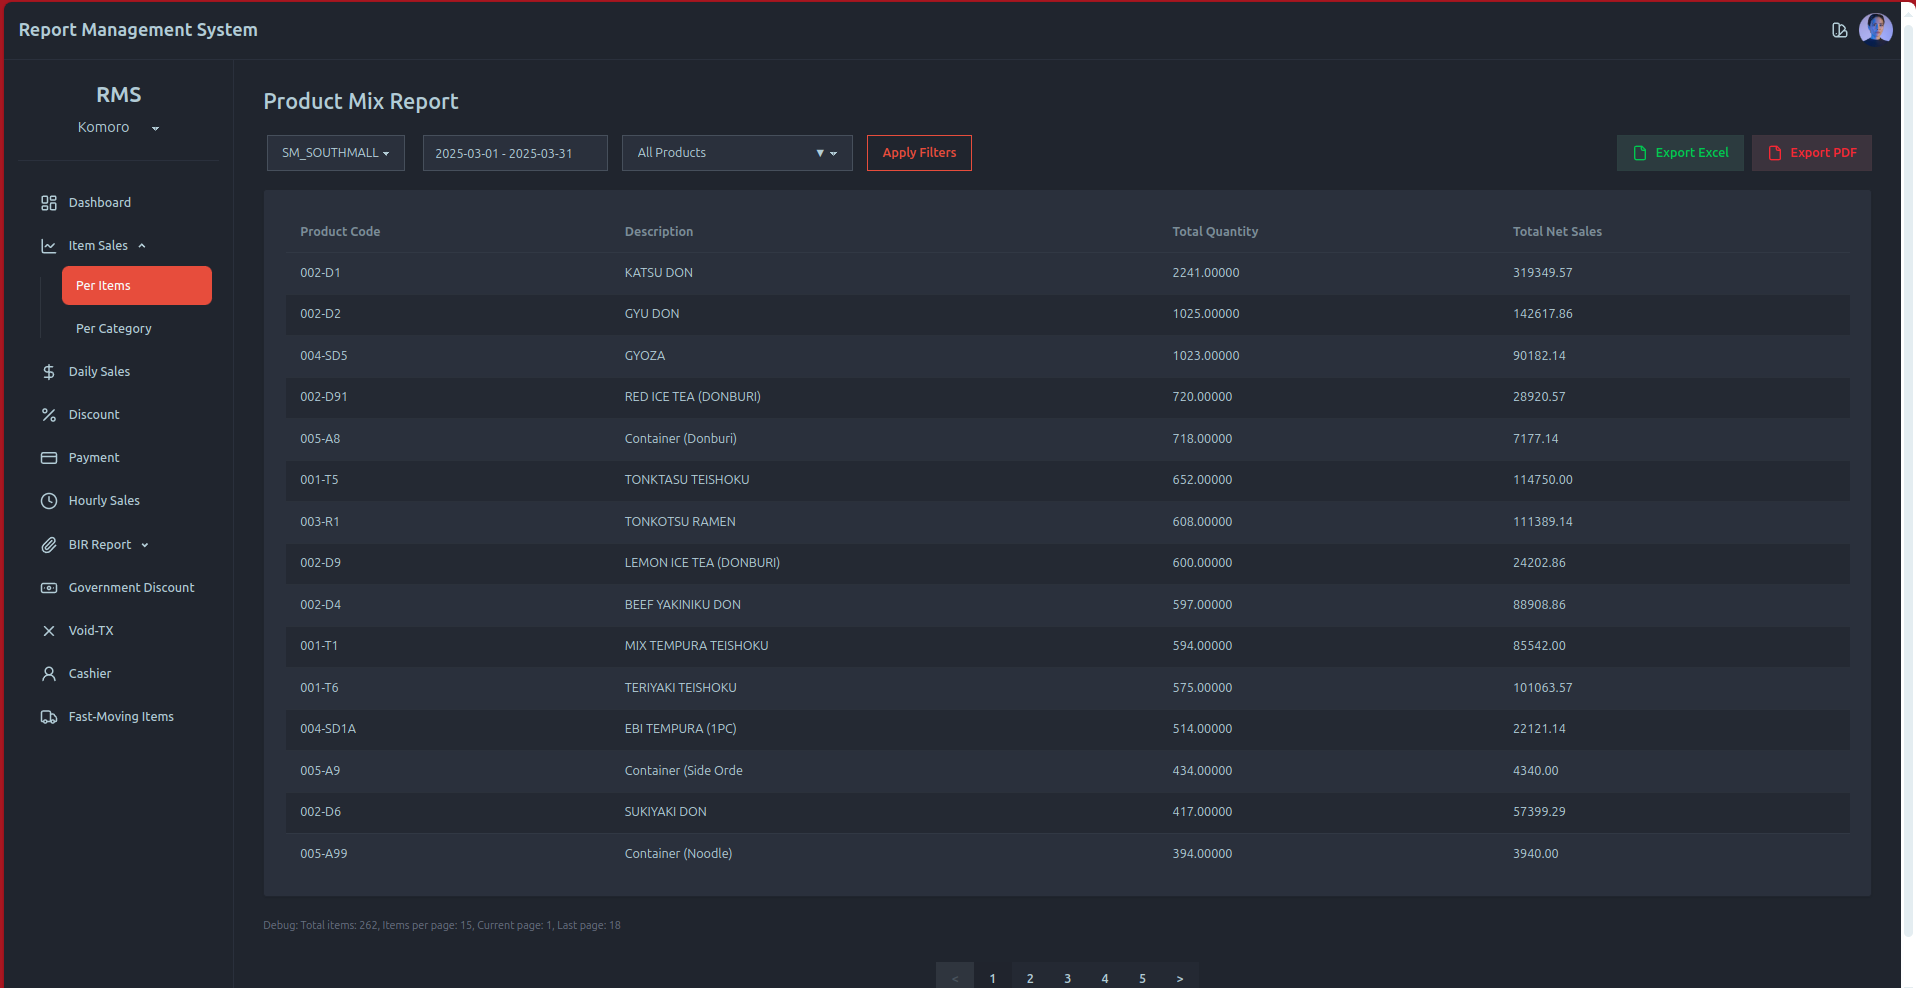 Report Management System
RMS
Komoro
Dashboard
Item Sales
Per Items
Per Category
Daily Sales
Discount
Payment
Hourly Sales
BIR Report
Government Discount
Void-TX
Cashier
Fast-Moving Items
Product Mix Report
SM_SOUTHMALL 2025-03-01 - 2025-03-31 All Products Apply Filters Export Excel Export PDF
Product Code Description Total Quantity Total Net Sales
002-D1 KATSU DON 2241.00000 319349.57
002-D2 GYU DON 1025.00000 142617.86
004-SD5 GYOZA 1023.00000 90182.14
002-D91 RED ICE TEA (DONBURI) 720.00000 28920.57
005-A8 Container (Donburi) 718.00000 7177.14
001-T5 TONKTASU TEISHOKU 652.00000 114750.00
003-R1 TONKOTSU RAMEN 608.00000 111389.14
002-D9 LEMON ICE TEA (DONBURI) 600.00000 24202.86
002-D4 BEEF YAKINIKU DON 597.00000 88908.86
001-T1 MIX TEMPURA TEISHOKU 594.00000 85542.00
001-T6 TERIYAKI TEISHOKU 575.00000 101063.57
004-SD1A EBI TEMPURA (1PC) 514.00000 22121.14
005-A9 Container (Side Orde 434.00000 4340.00
002-D6 SUKIYAKI DON 417.00000 57399.29
005-A99 Container (Noodle) 394.00000 3940.00
Debug: Total items: 262, Items per page: 15, Current page: 1, Last page: 18
< 1 2 3 4 5 >